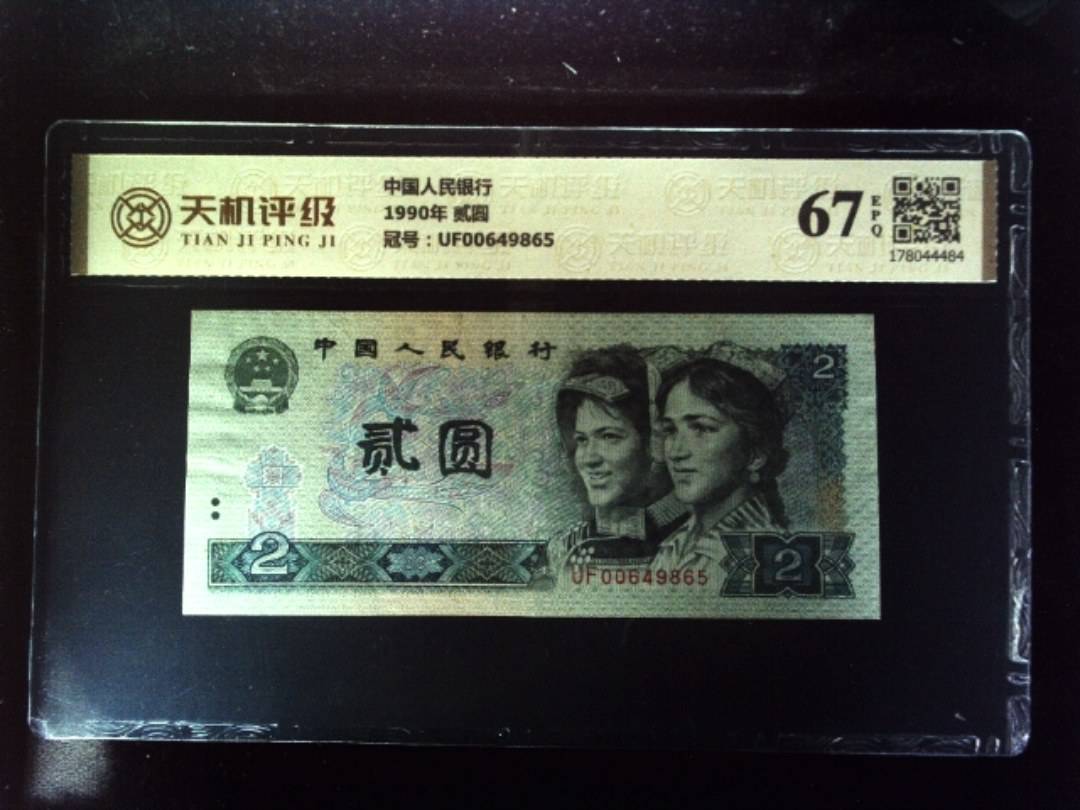 天机评级
TIAN JI PING JI
中国人民银行
1990年 贰圆
冠号：UF00649865
67
EPQ
178044484
中国人民银行
2
贰圆
2
UF00649865
2